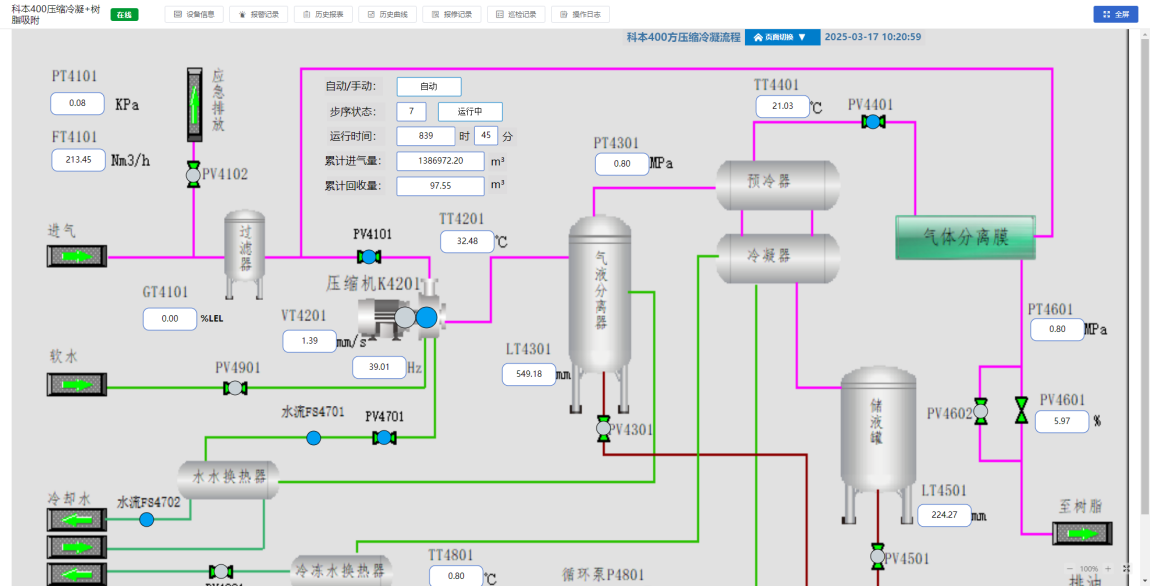 科本400压缩冷凝+树
脂吸附
在线
设备信息
报警记录
历史报表
历史曲线
报修记录
巡检记录
操作日志
全屏
科本400方压缩冷凝流程
页面切换 ▼
2025-03-17 10:20:59
PT4101
0.08
KPa
FT4101
213.45
Nm3/h
应急排放
PV4102
自动/手动:
自动
步序状态:
7
运行中
运行时间:
839
时
45
分
累计进气量:
1386972.20
m³
累计回收量:
97.55
m³
TT4401
21.03
℃
PV4401
PT4301
0.80
MPa
预冷器
冷凝器
气体分离膜
进气
过滤器
PV4101
TT4201
32.48
℃
压缩机K4201
气液分离器
GT4101
0.00
%LEL
VT4201
1.39
mm/s
39.01
Hz
PT4601
0.80
MPa
LT4301
549.18
mm
软水
PV4901
水流FS4701
PV4701
PV4301
储液罐
PV4602
PV4601
5.97
%
水水换热器
冷却水
水流FS4702
LT4501
224.27
mm
至树脂
PV4501
冷冻水换热器
TT4801
0.80
℃
循环泵P4801
100%
排油